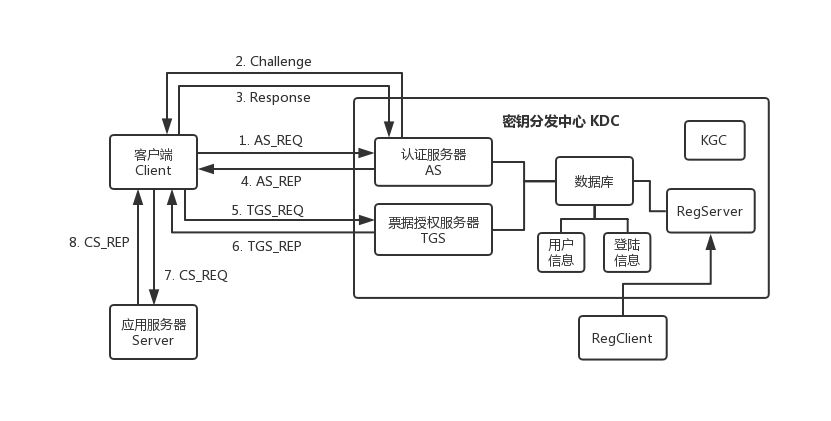 2. Challenge
3. Response
密钥分发中心 KDC
KGC
1. AS_REQ
客户端
Client
认证服务器
AS
4. AS_REP
数据库
RegServer
5. TGS_REQ
票据授权服务器
TGS
6. TGS_REP
8. CS_REP
7. CS_REQ
用户
信息
登陆
信息
应用服务器
Server
RegClient